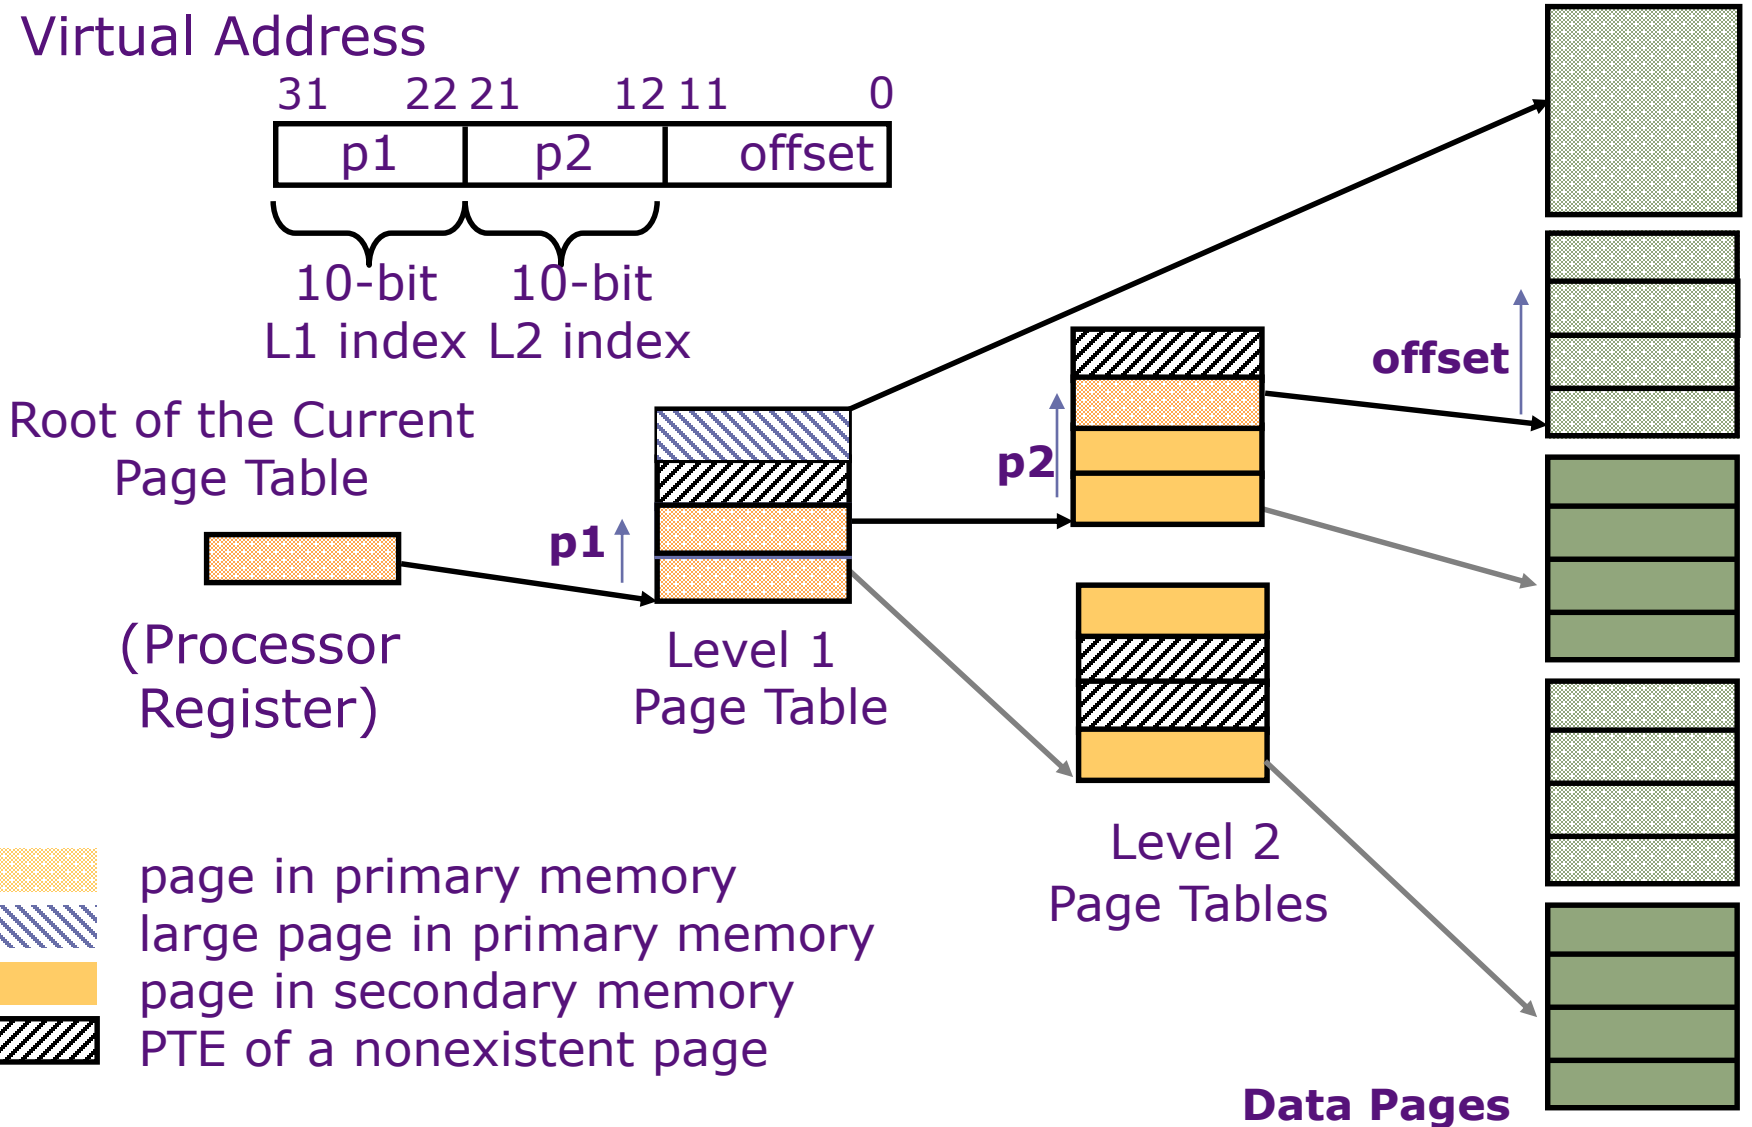 Virtual Address
31 22 21 12 11 0
p1 p2 offset
10-bit 10-bit
L1 index L2 index
offset
Root of the Current
Page Table
p2
p1
(Processor
Register)
Level 1
Page Table
Level 2
Page Tables
page in primary memory
large page in primary memory
page in secondary memory
PTE of a nonexistent page
Data Pages